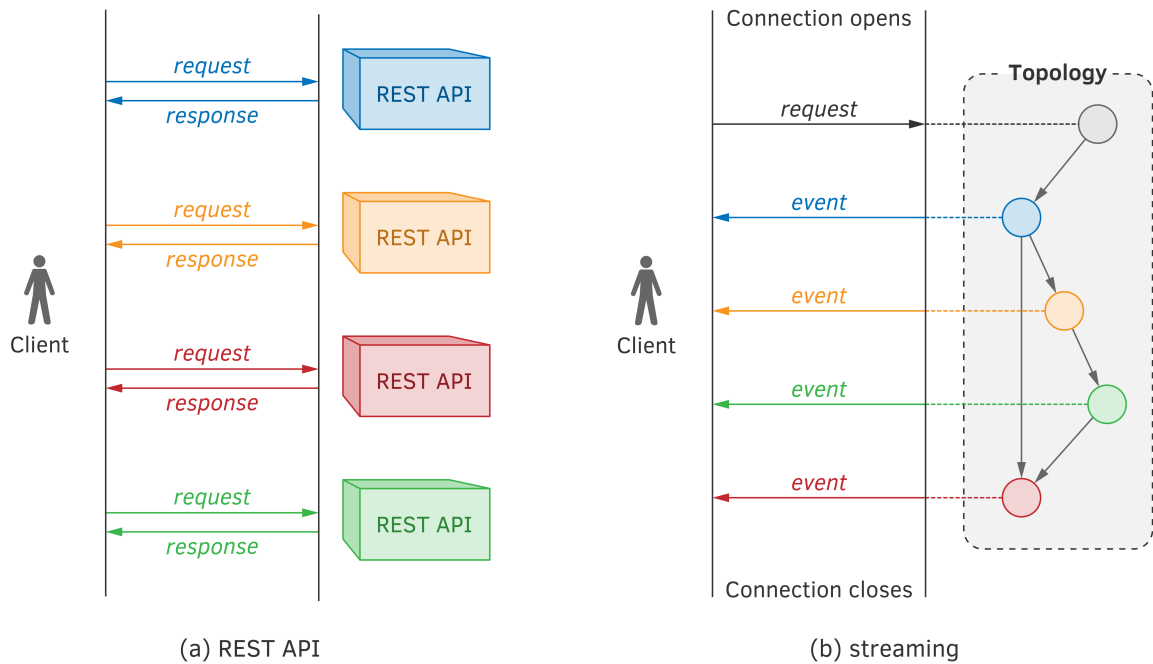 request
response
REST API
request
response
REST API
Client
request
response
REST API
request
response
REST API
(a) REST API
Connection opens
Topology
request
event
event
Client
event
event
Connection closes
(b) streaming